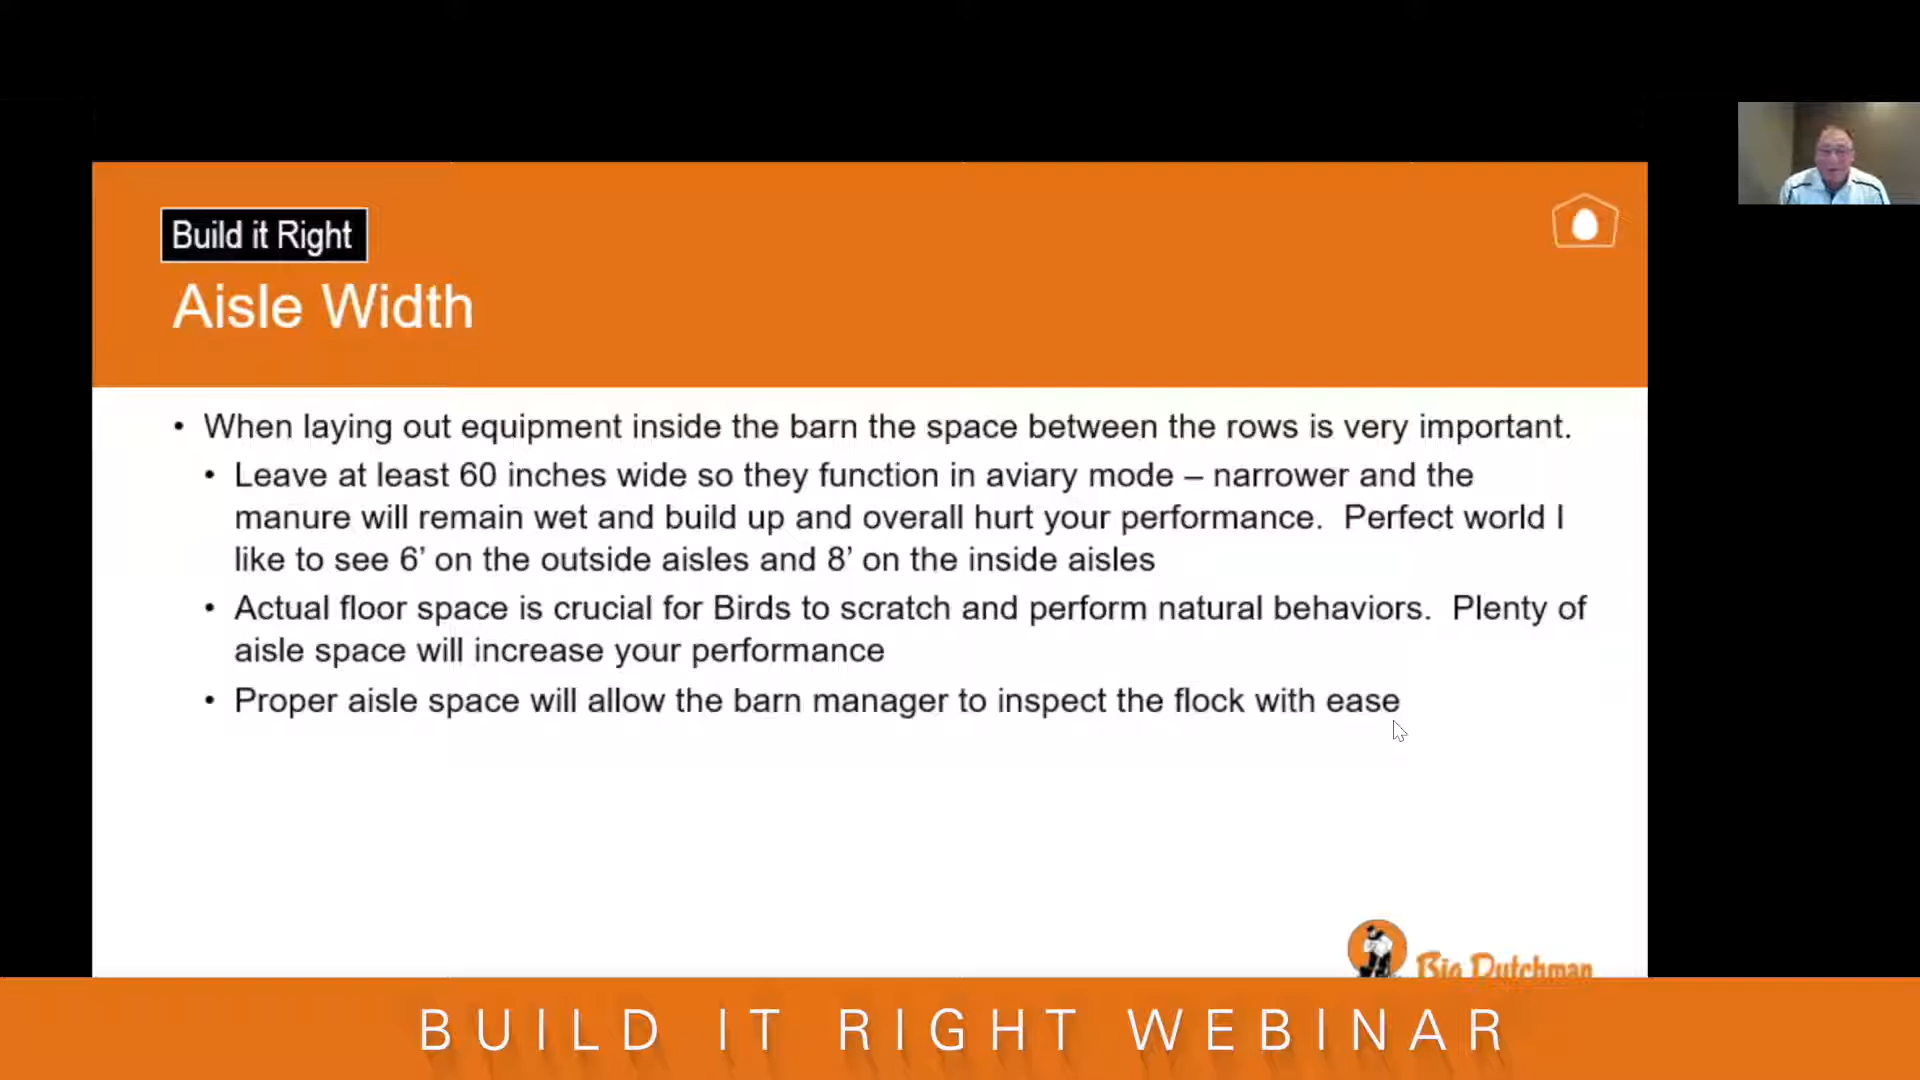 Build it Right
Aisle Width
• When laying out equipment inside the barn the space between the rows is very important.
• Leave at least 60 inches wide so they function in aviary mode – narrower and the
manure will remain wet and build up and overall hurt your performance.  Perfect world I
like to see 6’ on the outside aisles and 8’ on the inside aisles
• Actual floor space is crucial for Birds to scratch and perform natural behaviors.  Plenty of
aisle space will increase your performance
• Proper aisle space will allow the barn manager to inspect the flock with ease
Big Dutchman
BUILD IT RIGHT WEBINAR